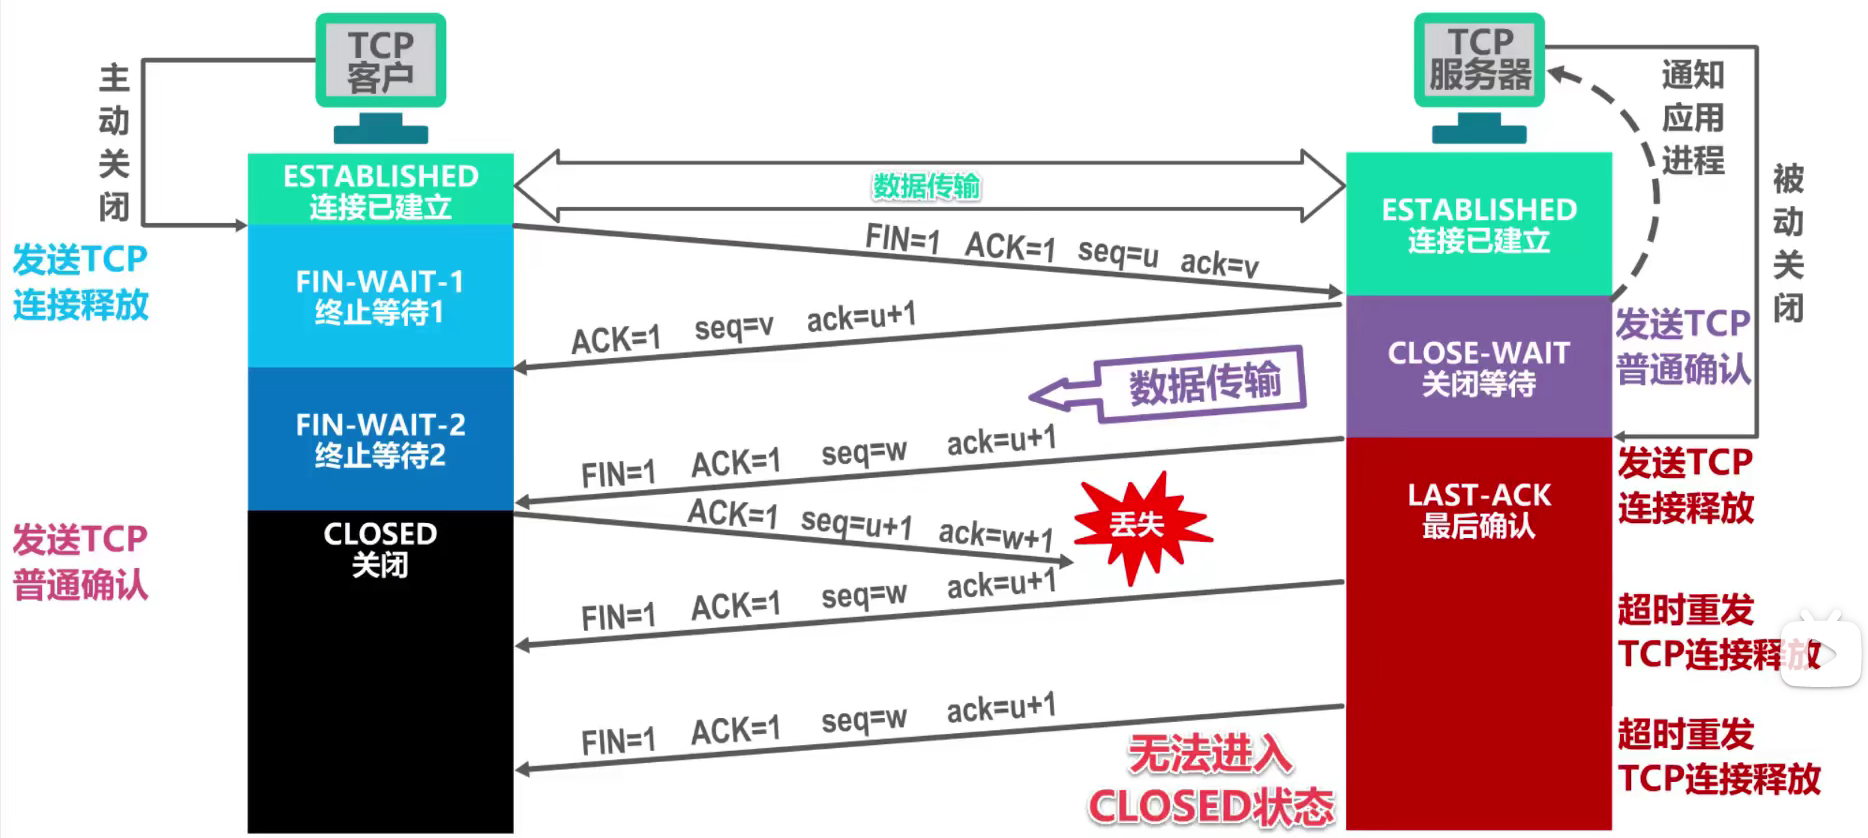 TCP
客户
TCP
服务器
主
动
关
闭
通知
应用
进程
被
动
关
闭
ESTABLISHED
连接已建立
数据传输
ESTABLISHED
连接已建立
FIN=1 ACK=1 seq=u ack=v
发送TCP
连接释放
FIN-WAIT-1
终止等待1
ACK=1 seq=v ack=u+1
发送TCP
普通确认
CLOSE-WAIT
关闭等待
数据传输
FIN-WAIT-2
终止等待2
FIN=1 ACK=1 seq=w ack=u+1
发送TCP
连接释放
LAST-ACK
最后确认
ACK=1 seq=u+1 ack=w+1
丢失
发送TCP
普通确认
CLOSED
关闭
FIN=1 ACK=1 seq=w ack=u+1
超时重发
TCP连接释放
FIN=1 ACK=1 seq=w ack=u+1
超时重发
TCP连接释放
无法进入
CLOSED状态